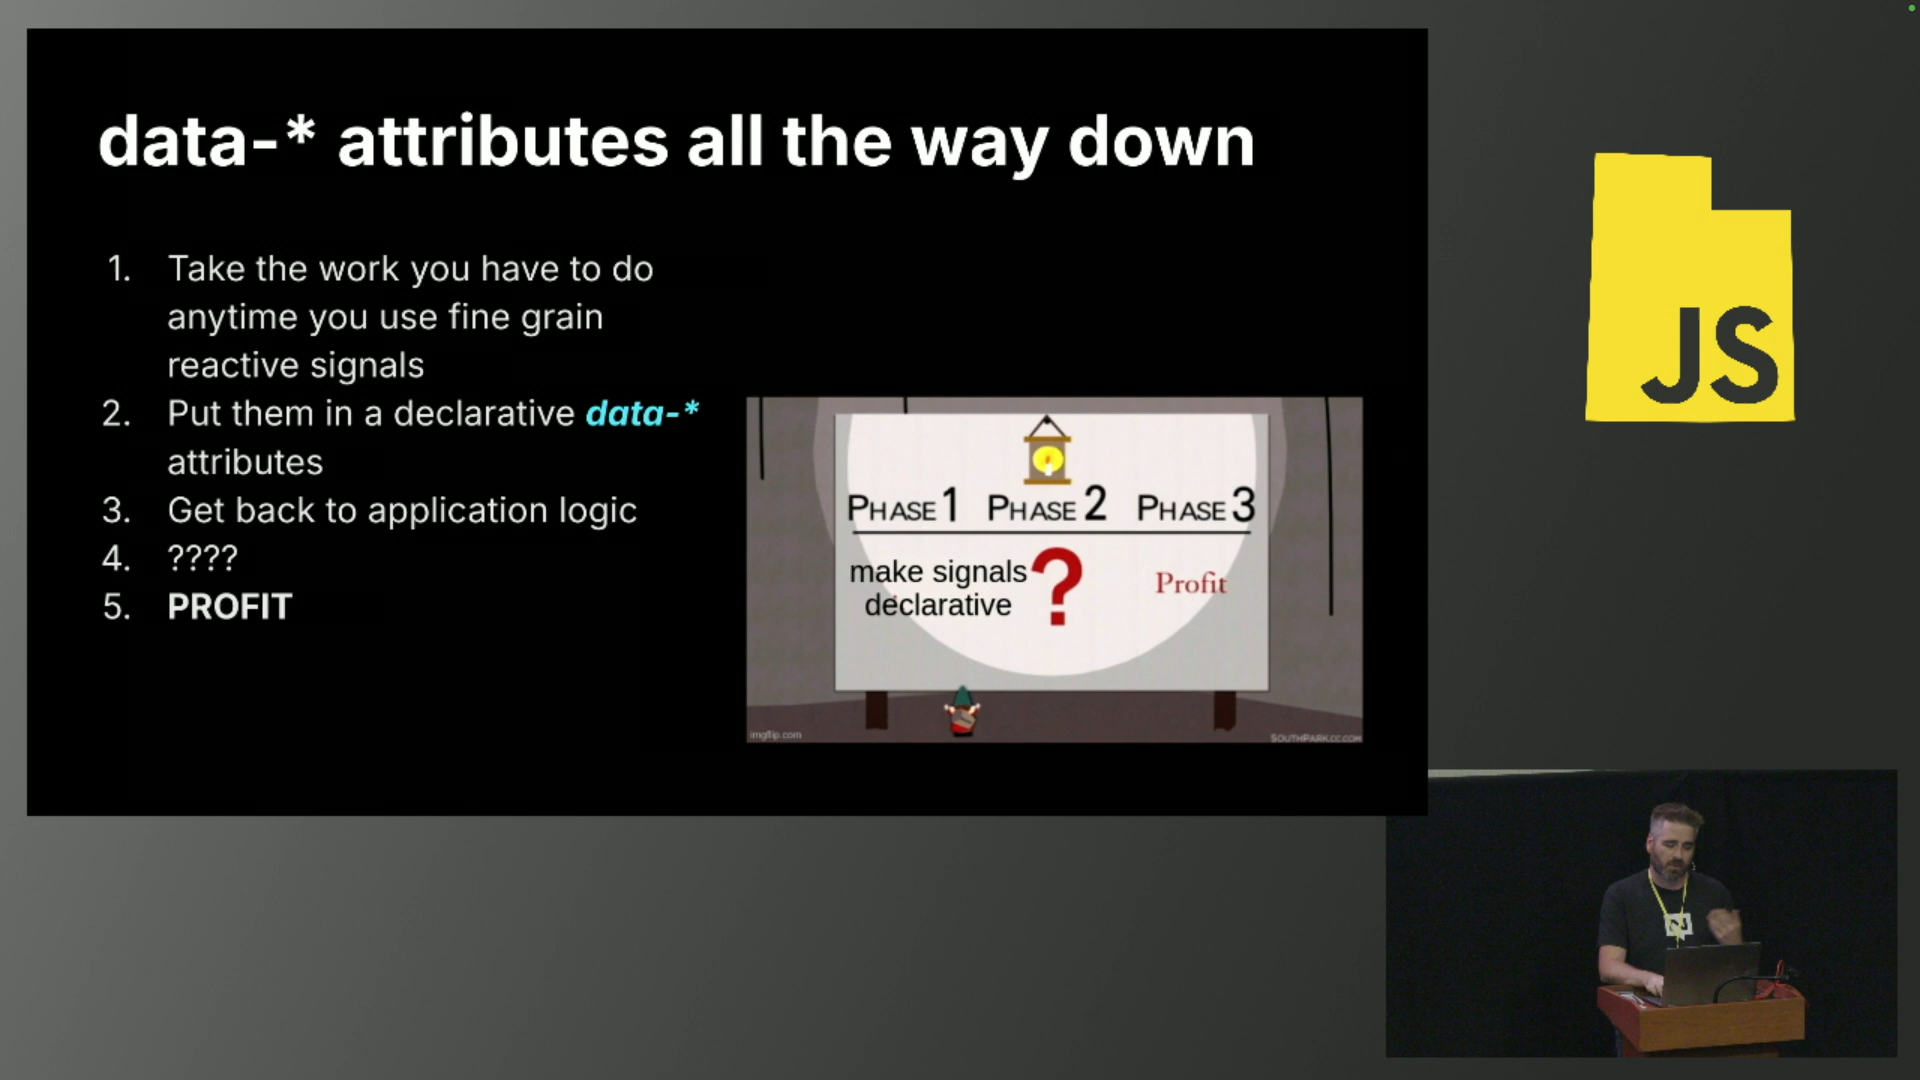 data-* attributes all the way down
1. Take the work you have to do
anytime you use fine grain
reactive signals
2. Put them in a declarative data-*
attributes
3. Get back to application logic
4. ????
5. PROFIT
PHASE 1 PHASE 2 PHASE 3
make signals
declarative
?
Profit
imgflip.com
SOUTHPARK.CC.COM
JS